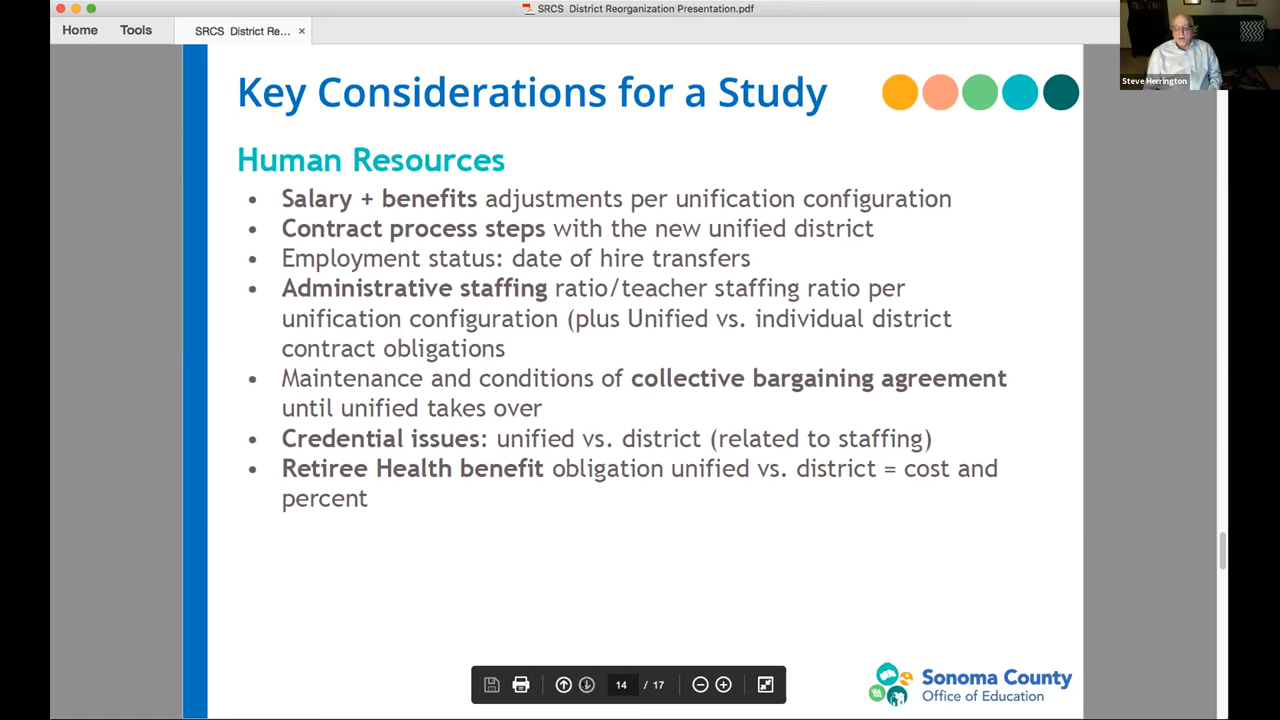 SRCS District Reorganization Presentation.pdf
Home
Tools
SRCS District Re... ×
Steve Herrington
Key Considerations for a Study
Human Resources
• Salary + benefits adjustments per unification configuration
• Contract process steps with the new unified district
• Employment status: date of hire transfers
• Administrative staffing ratio/teacher staffing ratio per
unification configuration (plus Unified vs. individual district
contract obligations
• Maintenance and conditions of collective bargaining agreement
until unified takes over
• Credential issues: unified vs. district (related to staffing)
• Retiree Health benefit obligation unified vs. district = cost and
percent
14 / 17
Sonoma County
Office of Education